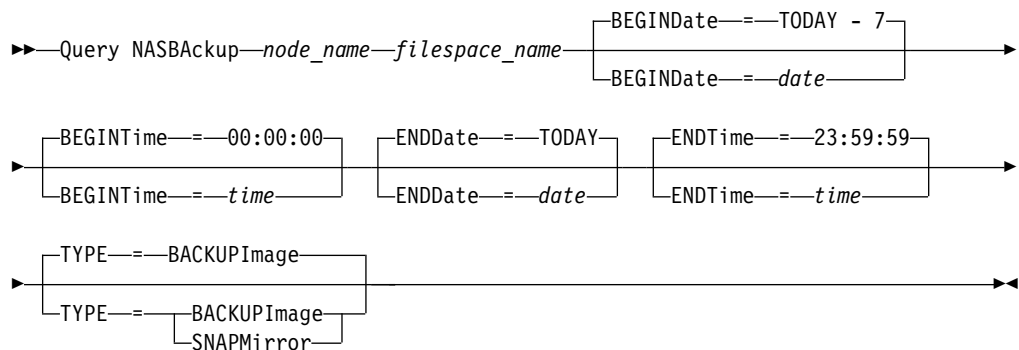 BEGINDate = TODAY - 7
Query NASBAckup node_name filespace_name
BEGINDate = date
BEGINTime = 00:00:00 ENDDate = TODAY ENDTime = 23:59:59
BEGINTime = time ENDDate = date ENDTime = time
TYPE = BACKUPImage
TYPE = BACKUPImage
SNAPMirror